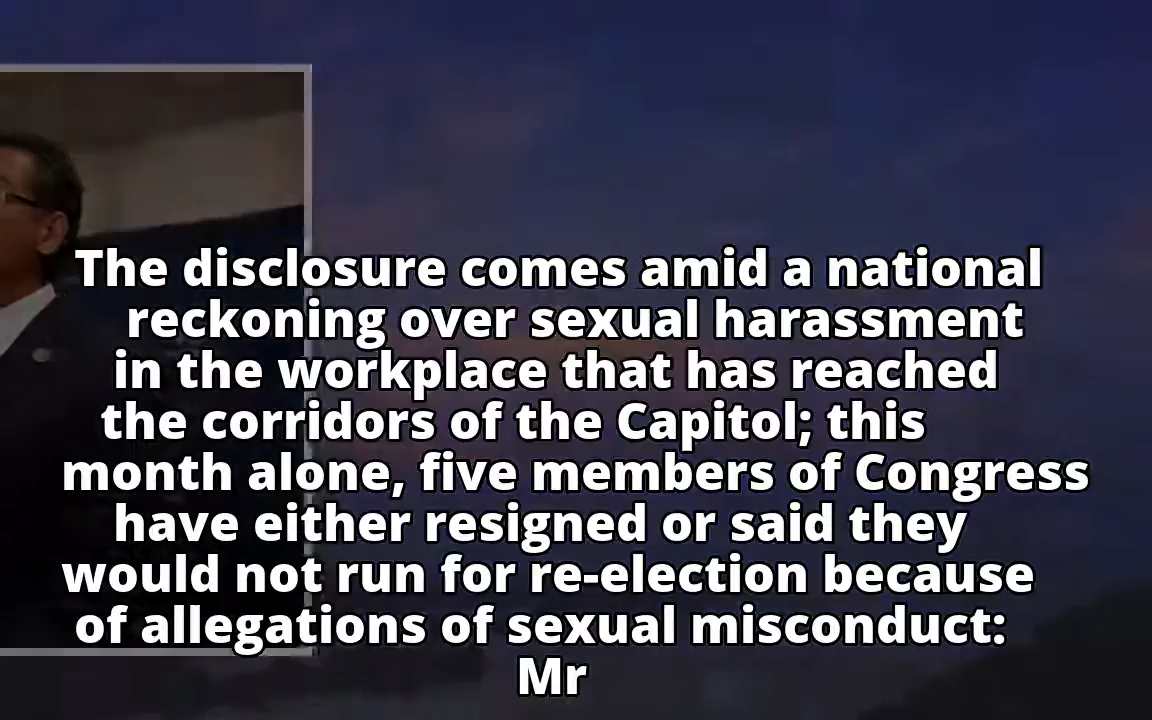 The disclosure comes amid a national
reckoning over sexual harassment
in the workplace that has reached
the corridors of the Capitol; this
month alone, five members of Congress
have either resigned or said they
would not run for re-election because
of allegations of sexual misconduct:
Mr